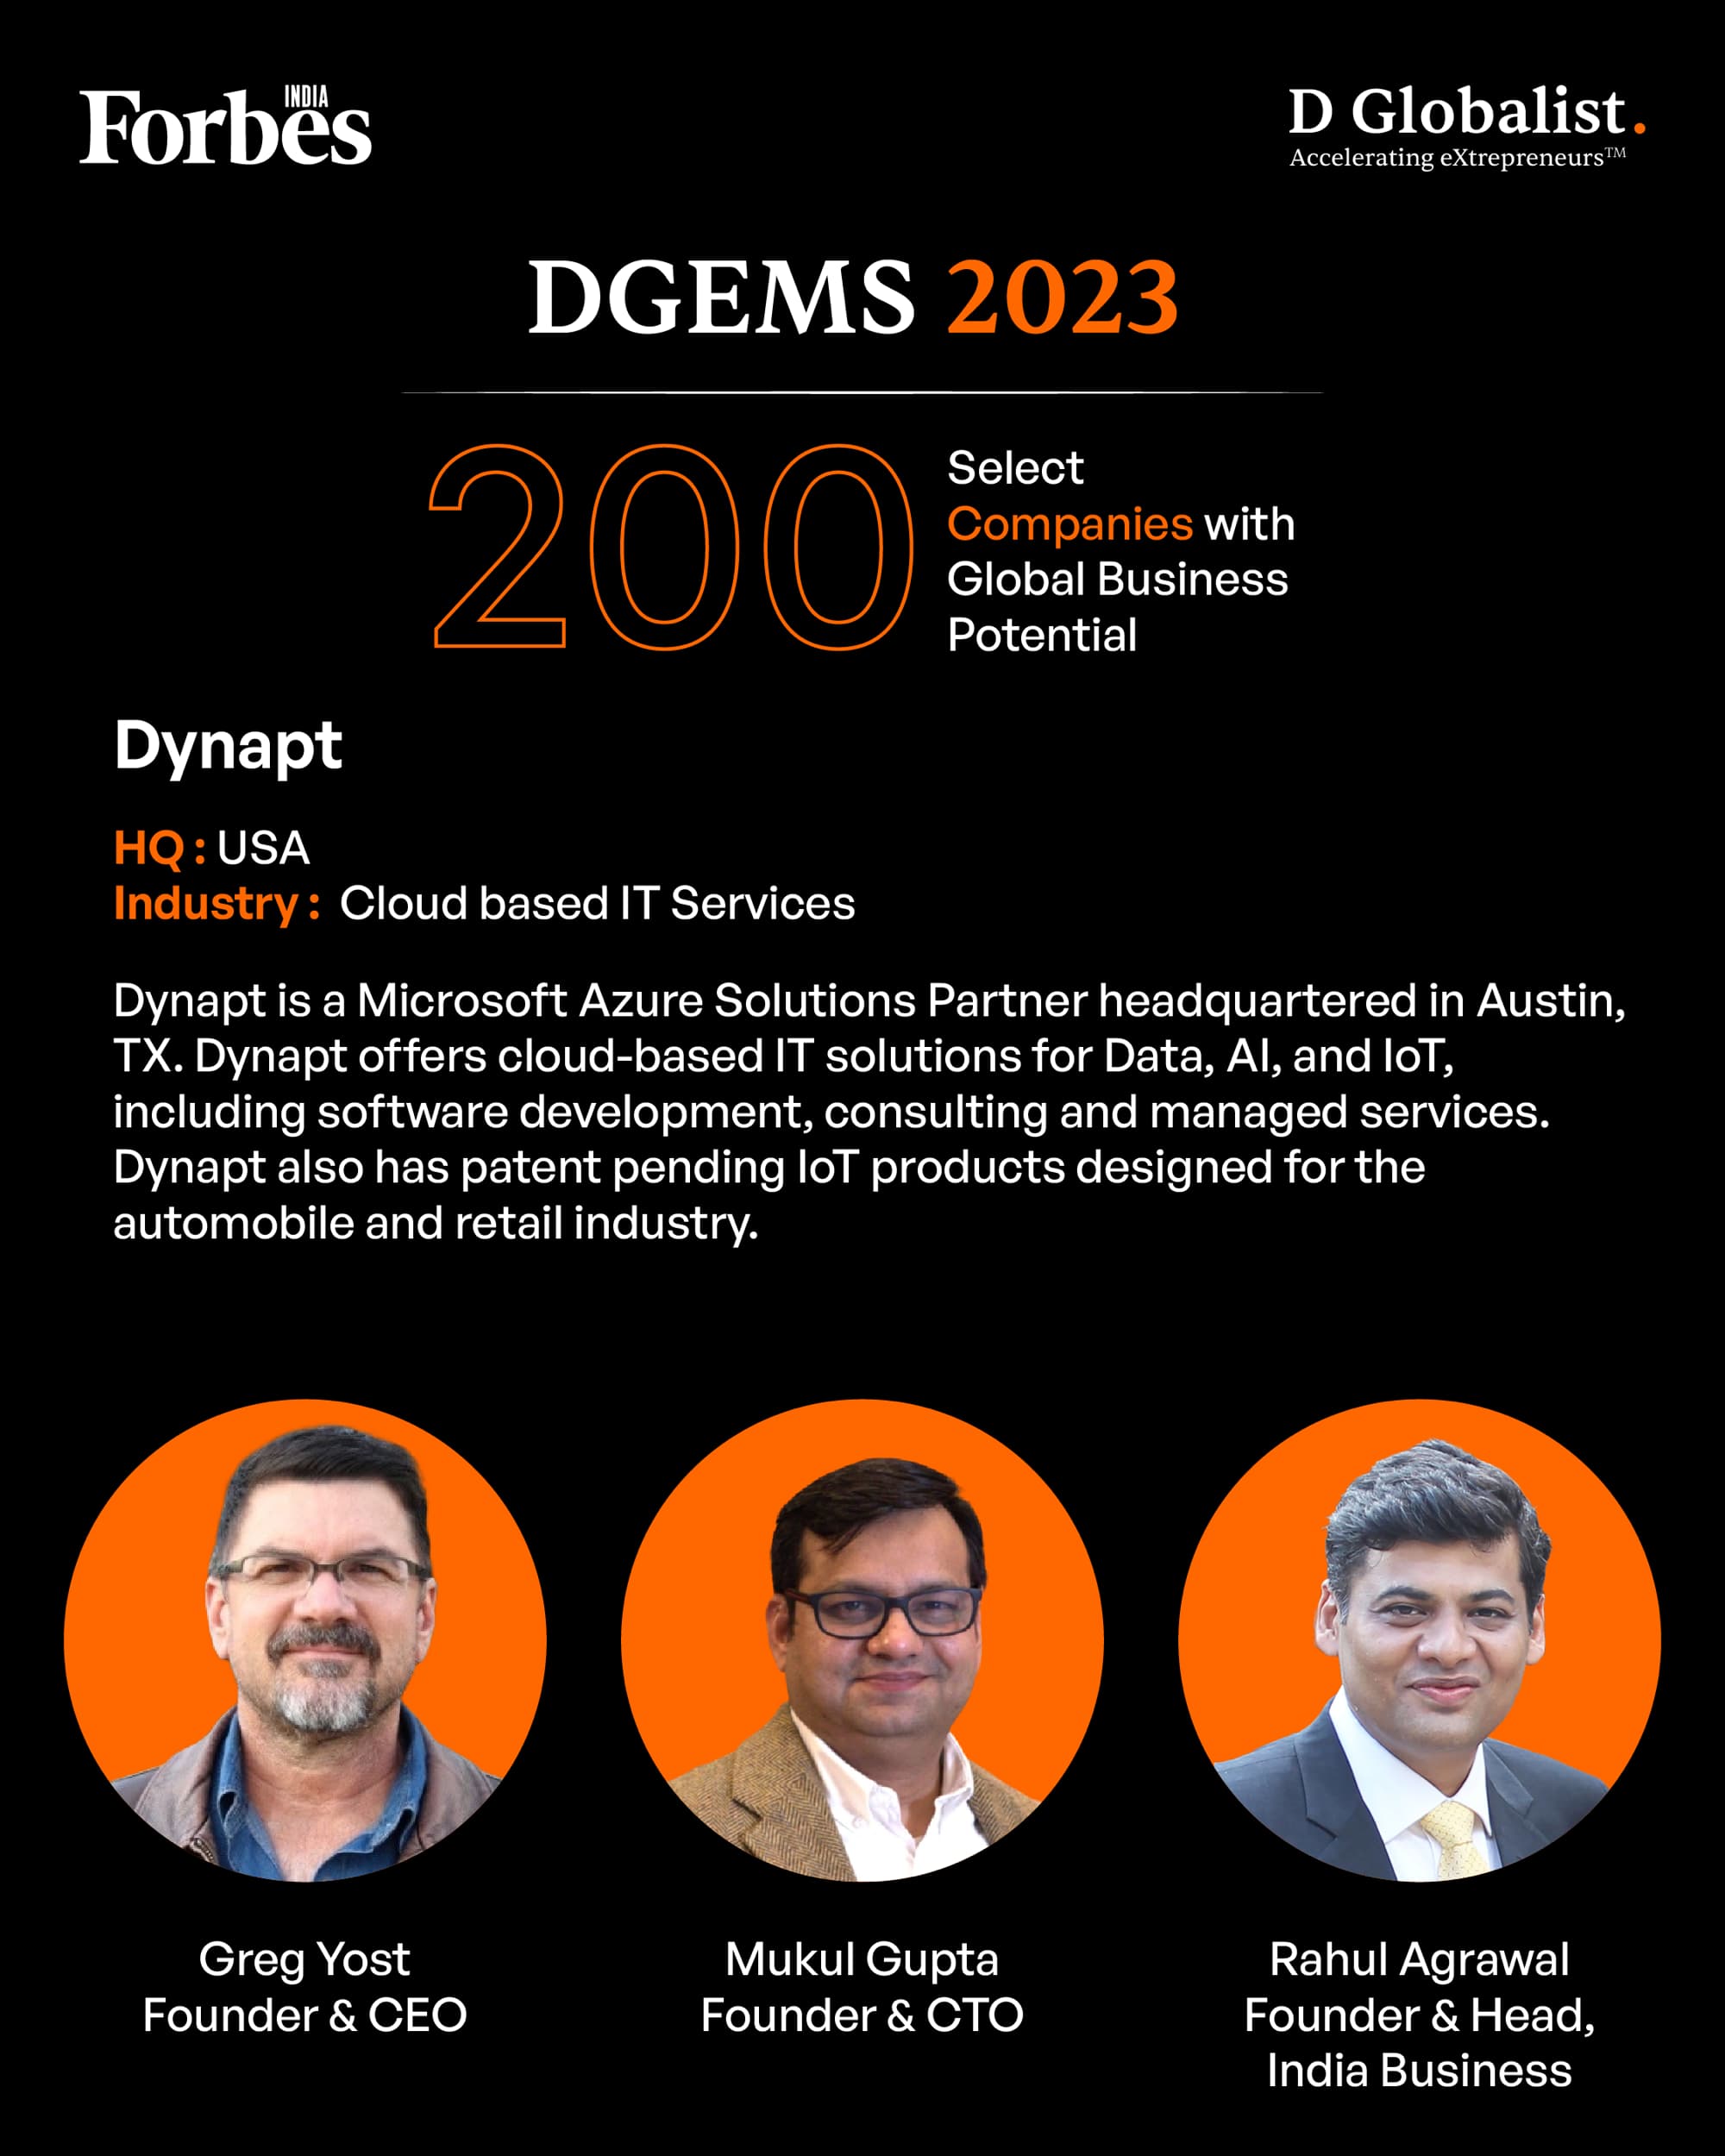 Forbes INDIA
D Globalist.
Accelerating eXtrepreneurs™
DGEMS 2023
200
Select
Companies with
Global Business
Potential
Dynapt
HQ : USA
Industry : Cloud based IT Services
Dynapt is a Microsoft Azure Solutions Partner headquartered in Austin,
TX. Dynapt offers cloud-based IT solutions for Data, AI, and IoT,
including software development, consulting and managed services.
Dynapt also has patent pending IoT products designed for the
automobile and retail industry.
Greg Yost
Founder & CEO
Mukul Gupta
Founder & CTO
Rahul Agrawal
Founder & Head,
India Business